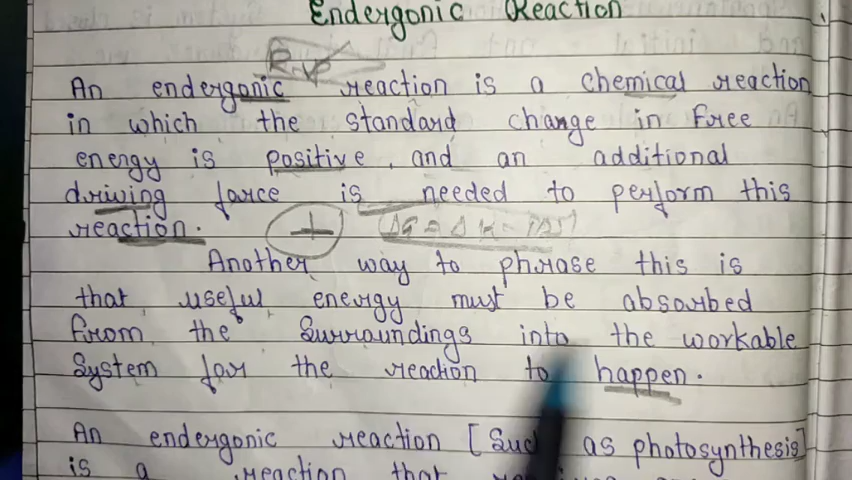 Endergonic Reaction
R→P
An endergonic reaction is a chemical reaction
in which the standard change in free
energy is positive, and an additional
driving force is needed to perform this
reaction. + ΔG = ΔH - TΔS
Another way to phrase this is
that useful energy must be absorbed
from the surroundings into the workable
System for the reaction to happen.
An endergonic reaction [Such as photosynthesis]
is a reaction that